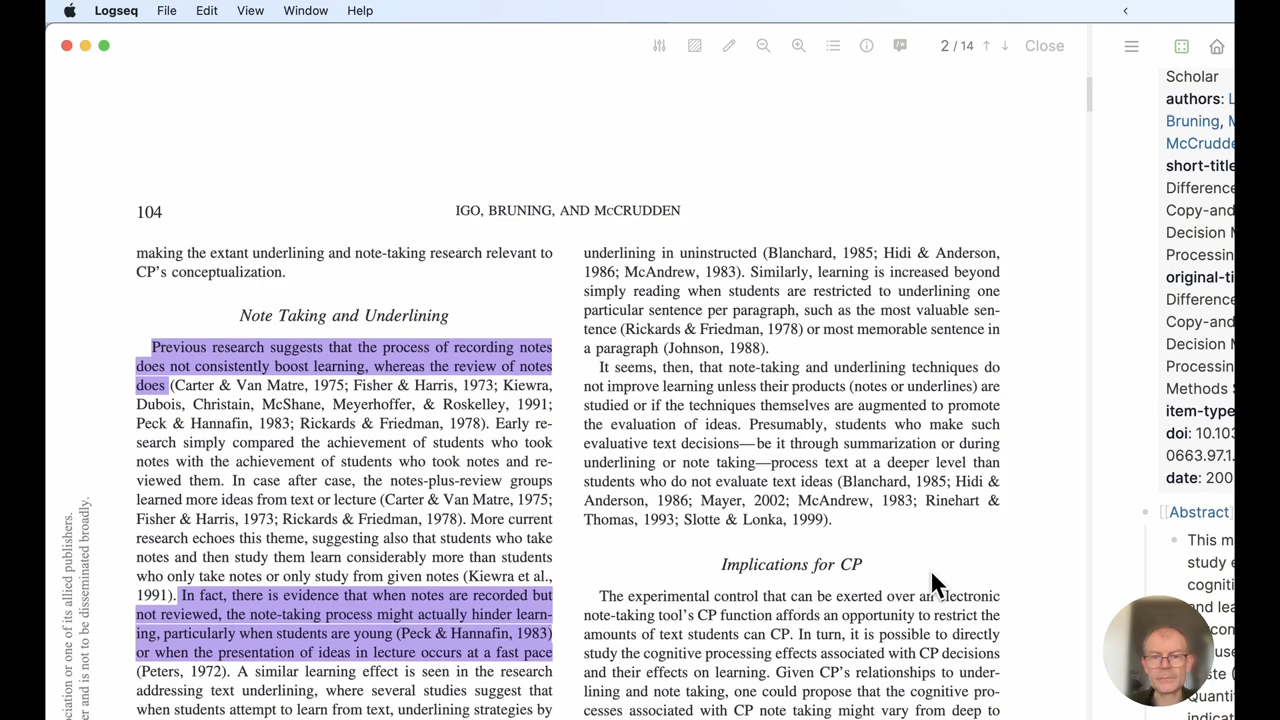 Logseq File Edit View Window Help
2 / 14 ↑ ↓ Close
104
IGO, BRUNING, AND McCRUDDEN
making the extant underlining and note-taking research relevant to
CP's conceptualization.
Note Taking and Underlining
Previous research suggests that the process of recording notes
does not consistently boost learning, whereas the review of notes
does (Carter & Van Matre, 1975; Fisher & Harris, 1973; Kiewra,
Dubois, Christain, McShane, Meyerhoffer, & Roskelley, 1991;
Peck & Hannafin, 1983; Rickards & Friedman, 1978). Early re-
search simply compared the achievement of students who took
notes with the achievement of students who took notes and re-
viewed them. In case after case, the notes-plus-review groups
learned more ideas from text or lecture (Carter & Van Matre, 1975;
Fisher & Harris, 1973; Rickards & Friedman, 1978). More current
research echoes this theme, suggesting also that students who take
notes and then study them learn considerably more than students
who only take notes or only study from given notes (Kiewra et al.,
1991). In fact, there is evidence that when notes are recorded but
not reviewed, the note-taking process might actually hinder learn-
ing, particularly when students are young (Peck & Hannafin, 1983)
or when the presentation of ideas in lecture occurs at a fast pace
(Peters, 1972). A similar learning effect is seen in the research
addressing text underlining, where several studies suggest that
when students attempt to learn from text, underlining strategies by
underlining in uninstructed (Blanchard, 1985; Hidi & Anderson,
1986; McAndrew, 1983). Similarly, learning is increased beyond
simply reading when students are restricted to underlining one
particular sentence per paragraph, such as the most valuable sen-
tence (Rickards & Friedman, 1978) or most memorable sentence in
a paragraph (Johnson, 1988).
It seems, then, that note-taking and underlining techniques do
not improve learning unless their products (notes or underlines) are
studied or if the techniques themselves are augmented to promote
the evaluation of ideas. Presumably, students who make such
evaluative text decisions—be it through summarization or during
underlining or note taking—process text at a deeper level than
students who do not evaluate text ideas (Blanchard, 1985; Hidi &
Anderson, 1986; Mayer, 2002; McAndrew, 1983; Rinehart &
Thomas, 1993; Slotte & Lonka, 1999).
Implications for CP
The experimental control that can be exerted over an electronic
note-taking tool's CP function affords an opportunity to restrict the
amounts of text students can CP. In turn, it is possible to directly
study the cognitive processing effects associated with CP decisions
and their effects on learning. Given CP's relationships to under-
lining and note taking, one could propose that the cognitive pro-
cesses associated with CP note taking might vary from deep to
ciation or one of its allied publishers.
er and is not to be disseminated broadly.
Scholar
authors: L
Bruning, M
McCrudde
short-title
Difference
Copy-and
Decision M
Processin
original-ti
Difference
Copy-and
Decision M
Processin
Methods S
item-type
doi: 10.103
0663.97.1.
date: 200
[[Abstract
This m
study e
cogniti
and lea